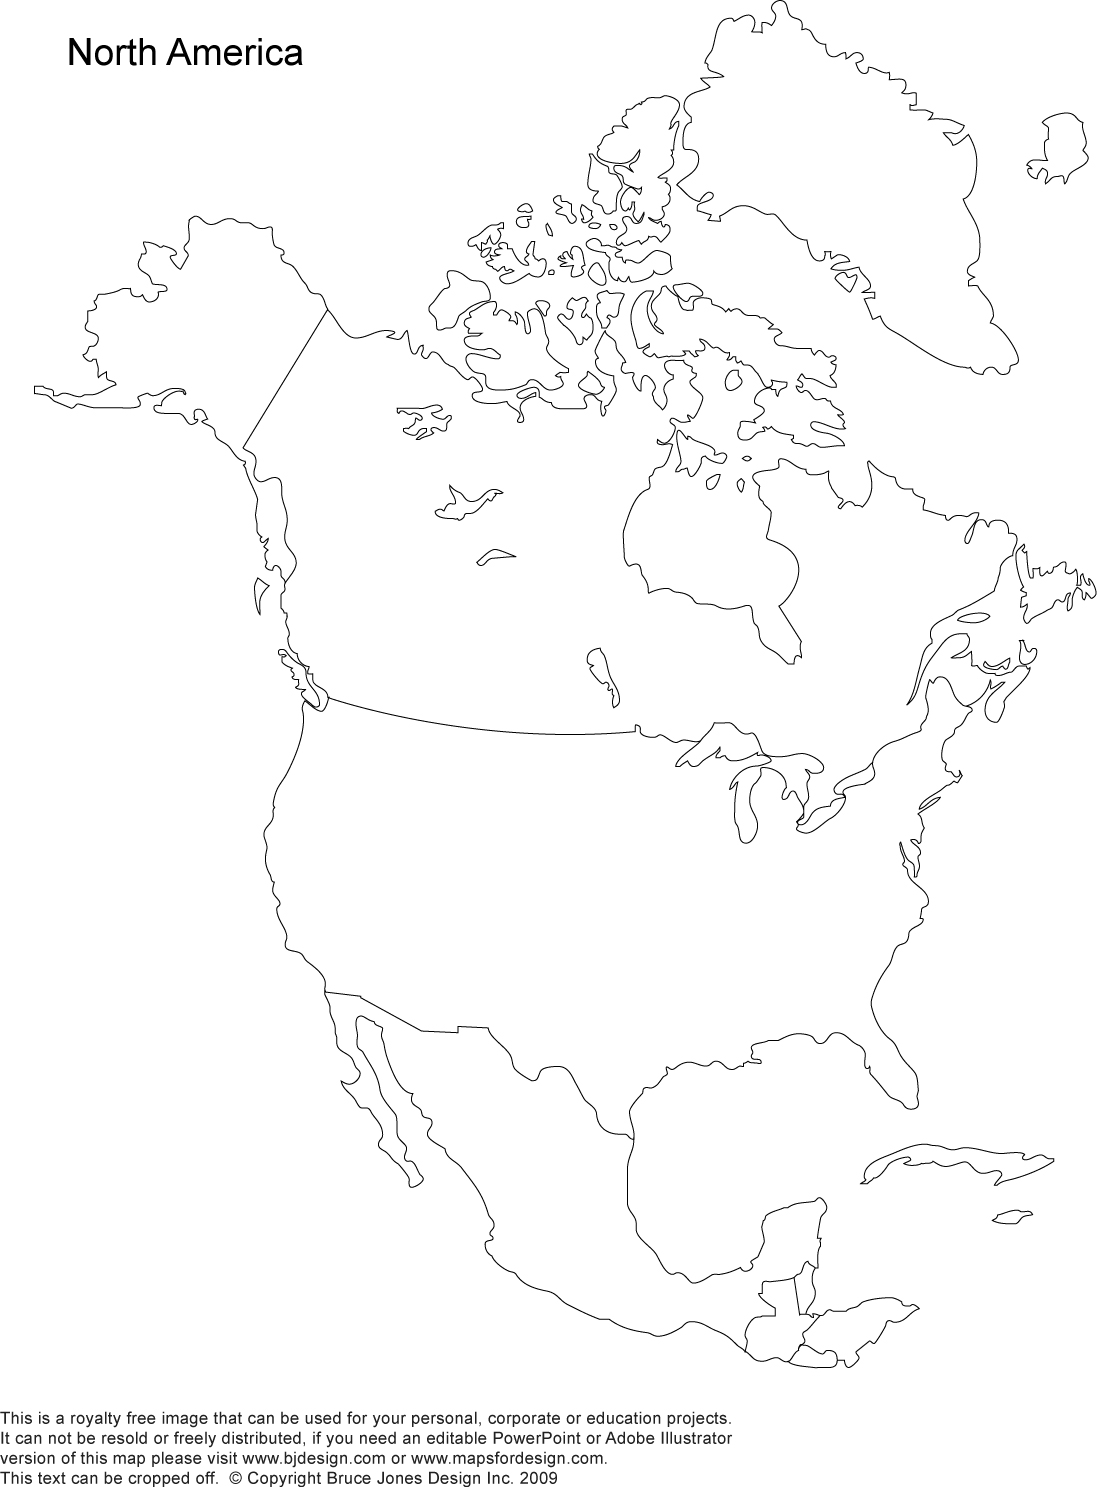 North America
This is a royalty free image that can be used for your personal, corporate or education projects.
It can not be resold or freely distributed, if you need an editable PowerPoint or Adobe Illustrator
version of this map please visit www.bjdesign.com or www.mapsfordesign.com.
This text can be cropped off.  © Copyright Bruce Jones Design Inc. 2009